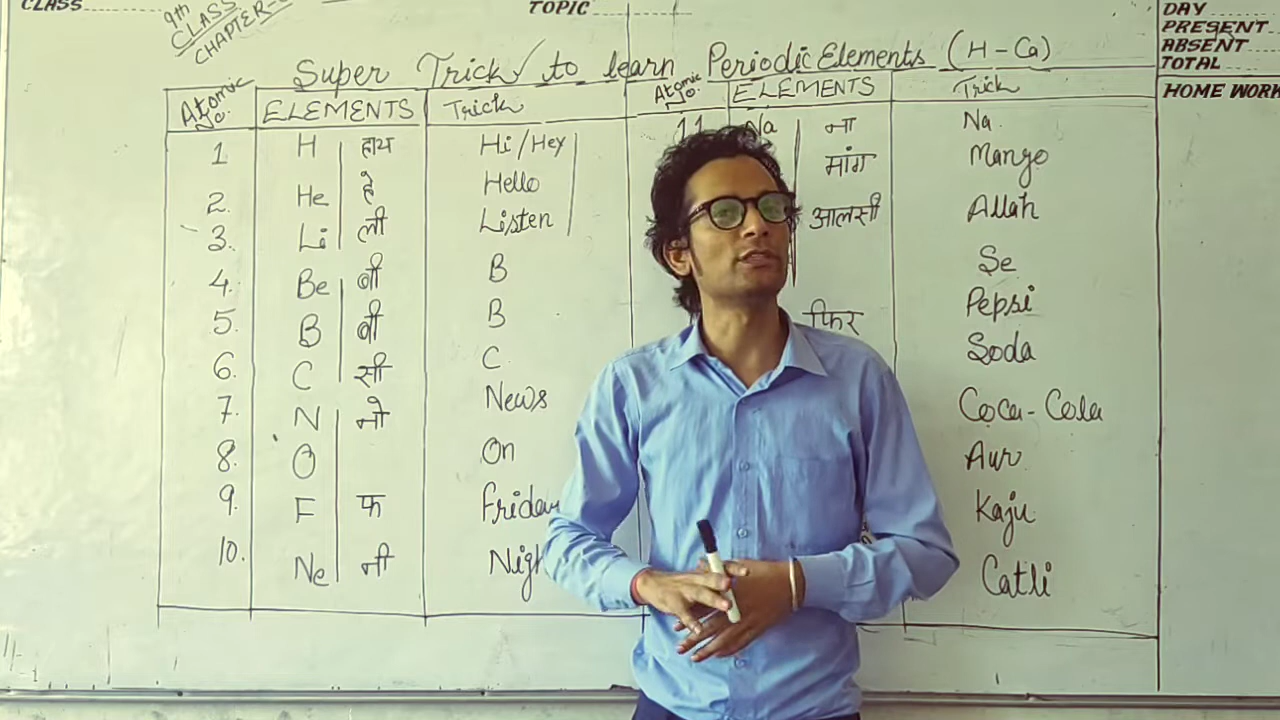 CLASS
TOPIC
DAY
PRESENT
ABSENT
TOTAL
HOME WORK
9th
CLASS
CHAPTER-
Super Trick to learn Periodic Elements (H-Ca)
Atomic No. ELEMENTS Trick Atomic No. ELEMENTS Trick
1 H हाय Hi/Hey 11 Na ना Na
2. He हे Hello मांग Mango
3. Li ली Listen आलसी Allah
4. Be बी B Se
5. B बी B फिर Pepsi
6. C सी C Soda
7. N नो News Coca-Cola
8. O On Aur
9. F फ Friday Kaju
10. Ne नी Nigh Catli